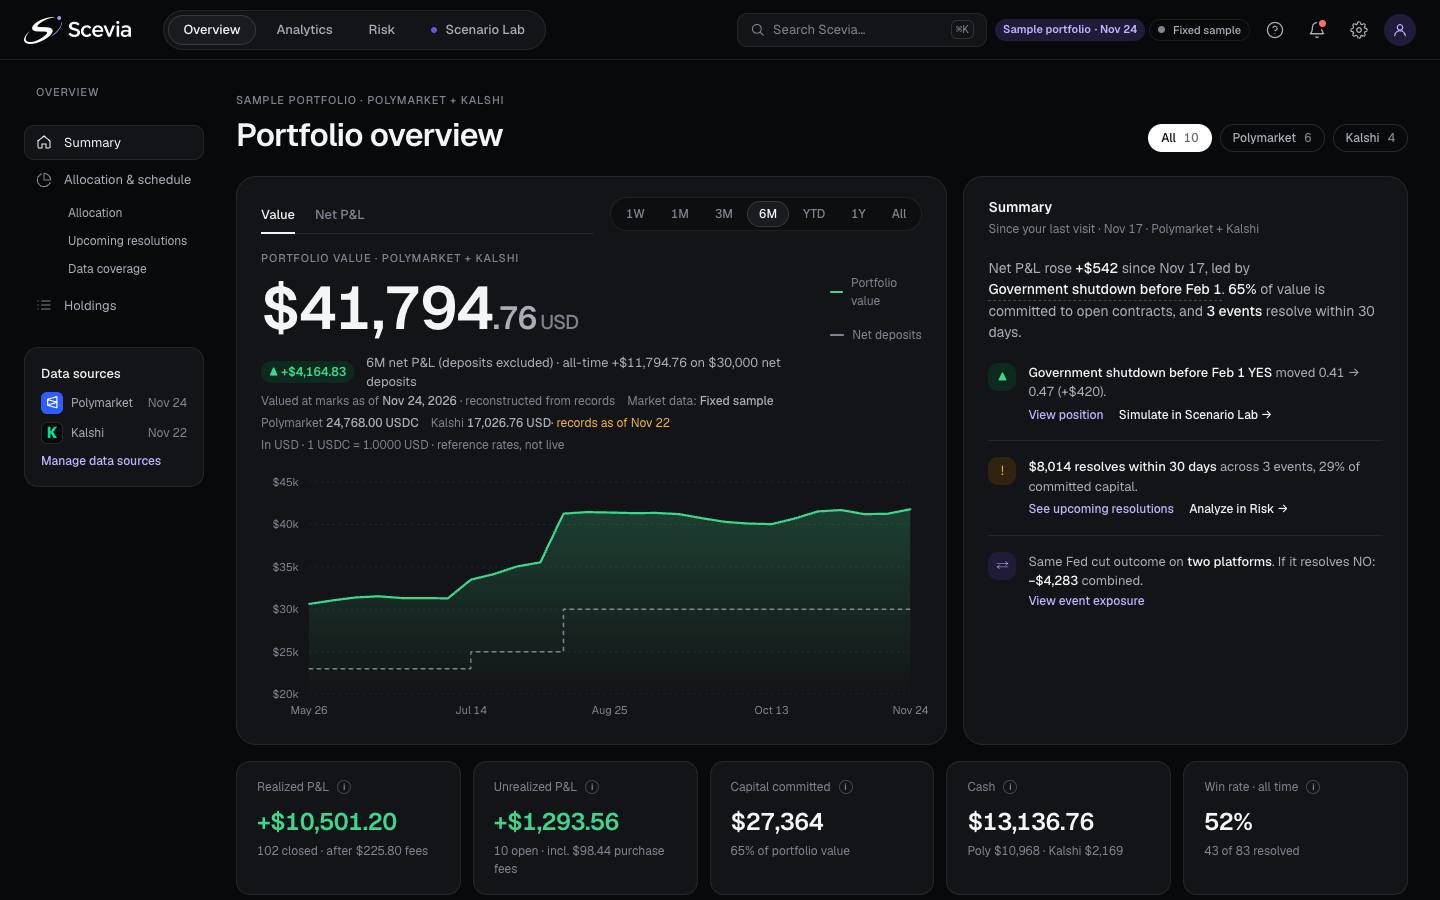 Scevia
Overview
Analytics
Risk
Scenario Lab
Search Scevia…
⌘K
Sample portfolio · Nov 24
Fixed sample
OVERVIEW
Summary
Allocation & schedule
Allocation
Upcoming resolutions
Data coverage
Holdings
Data sources
Polymarket Nov 24
Kalshi Nov 22
Manage data sources
SAMPLE PORTFOLIO · POLYMARKET + KALSHI
Portfolio overview
All 10
Polymarket 6
Kalshi 4
Value
Net P&L
1W
1M
3M
6M
YTD
1Y
All
PORTFOLIO VALUE · POLYMARKET + KALSHI
$41,794.76 USD
Portfolio
value
Net deposits
▲ +$4,164.83
6M net P&L (deposits excluded) · all-time +$11,794.76 on $30,000 net
deposits
Valued at marks as of Nov 24, 2026 · reconstructed from records Market data: Fixed sample
Polymarket 24,768.00 USDC Kalshi 17,026.76 USD · records as of Nov 22
In USD · 1 USDC = 1.0000 USD · reference rates, not live
$45k
$40k
$35k
$30k
$25k
$20k
May 26
Jul 14
Aug 25
Oct 13
Nov 24
Summary
Since your last visit · Nov 17 · Polymarket + Kalshi
Net P&L rose +$542 since Nov 17, led by
Government shutdown before Feb 1. 65% of value is
committed to open contracts, and 3 events resolve within 30
days.
▲
Government shutdown before Feb 1 YES moved 0.41 →
0.47 (+$420).
View position
Simulate in Scenario Lab →
!
$8,014 resolves within 30 days across 3 events, 29% of
committed capital.
See upcoming resolutions
Analyze in Risk →
⇄
Same Fed cut outcome on two platforms. If it resolves NO:
−$4,283 combined.
View event exposure
Realized P&L i
+$10,501.20
102 closed · after $225.80 fees
Unrealized P&L i
+$1,293.56
10 open · incl. $98.44 purchase
fees
Capital committed i
$27,364
65% of portfolio value
Cash i
$13,136.76
Poly $10,968 · Kalshi $2,169
Win rate · all time i
52%
43 of 83 resolved